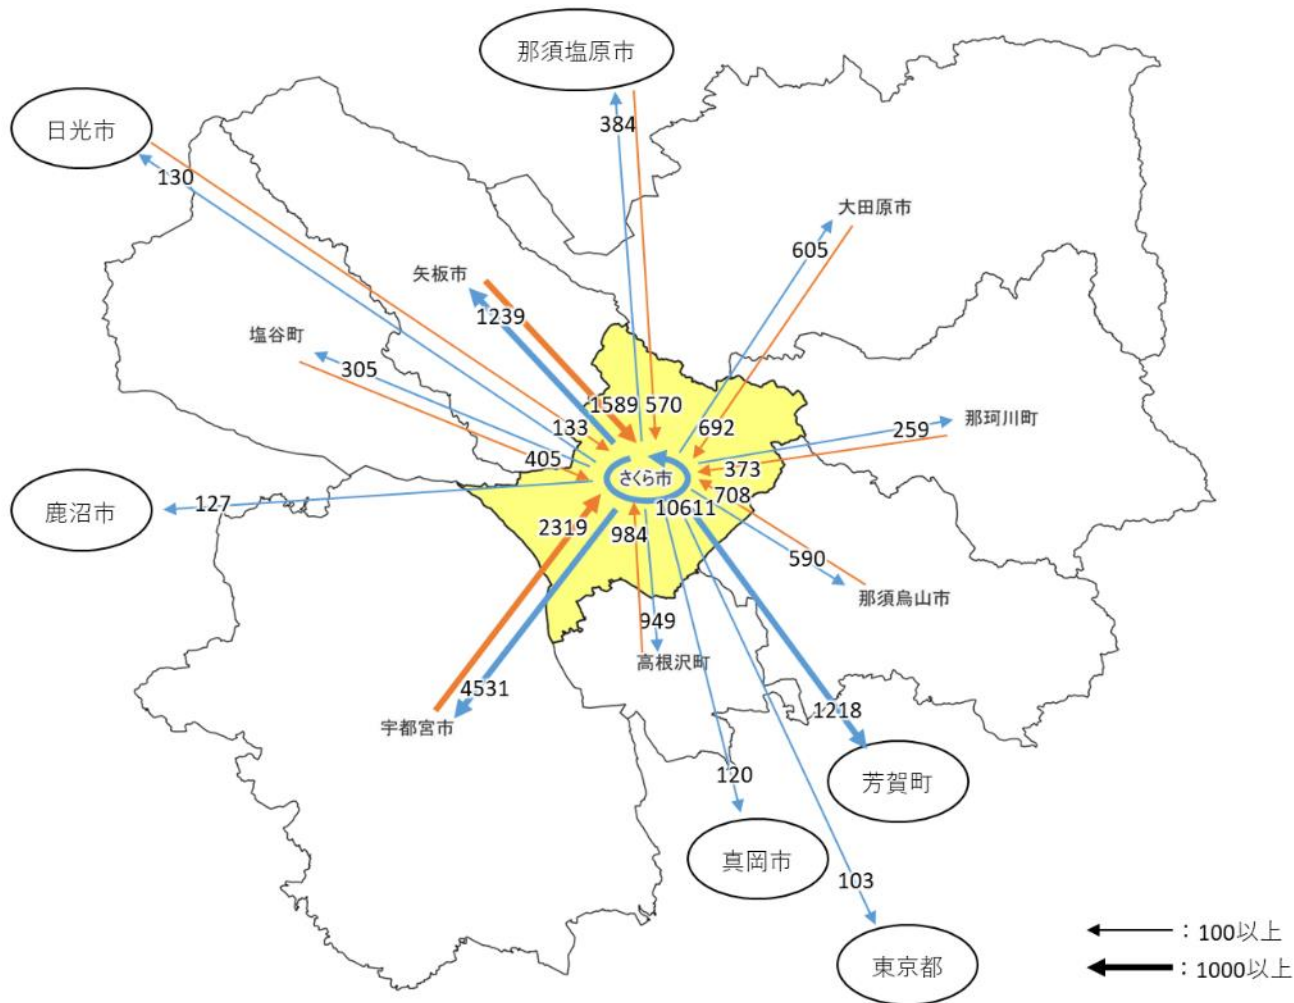 那須塩原市
日光市
384
130
大田原市
605
矢板市
1239
塩谷町
305
1589
570
那珂川町
133
692
259
405
さくら市
373
鹿沼市
127
708
10611
2319
984
590
那須烏山市
949
高根沢町
4531
宇都宮市
1218
120
芳賀町
真岡市
103
東京都
：100以上
：1000以上